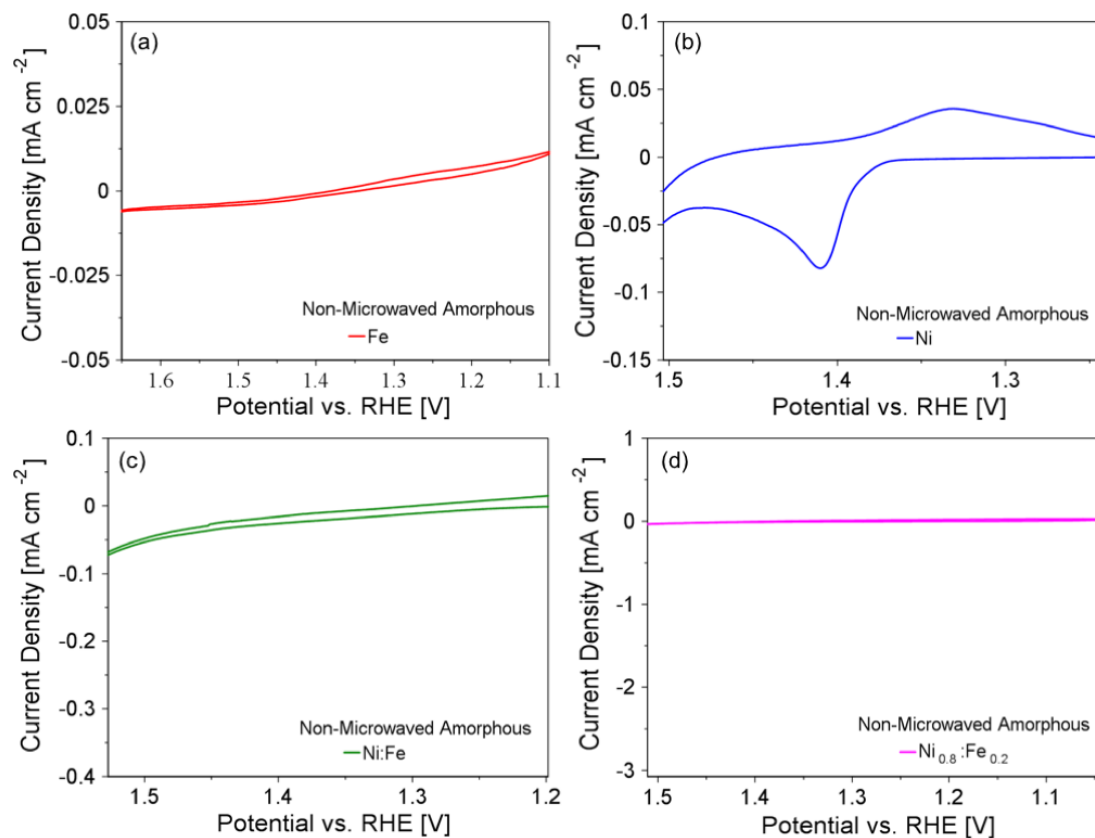 (a)
0.05
0.025
0
-0.025
-0.05
Current Density [mA cm⁻²]
Non-Microwaved Amorphous
Fe
1.6 1.5 1.4 1.3 1.2 1.1
Potential vs. RHE [V]
(b)
0.1
0.05
0
-0.05
-0.1
-0.15
Current Density [mA cm⁻²]
Non-Microwaved Amorphous
Ni
1.5 1.4 1.3
Potential vs. RHE [V]
(c)
0.1
0
-0.1
-0.2
-0.3
-0.4
Current Density [mA cm⁻²]
Non-Microwaved Amorphous
Ni:Fe
1.5 1.4 1.3 1.2
Potential vs. RHE [V]
(d)
1
0
-1
-2
-3
Current Density [mA cm⁻²]
Non-Microwaved Amorphous
Ni₀.₈:Fe₀.₂
1.5 1.4 1.3 1.2 1.1
Potential vs. RHE [V]